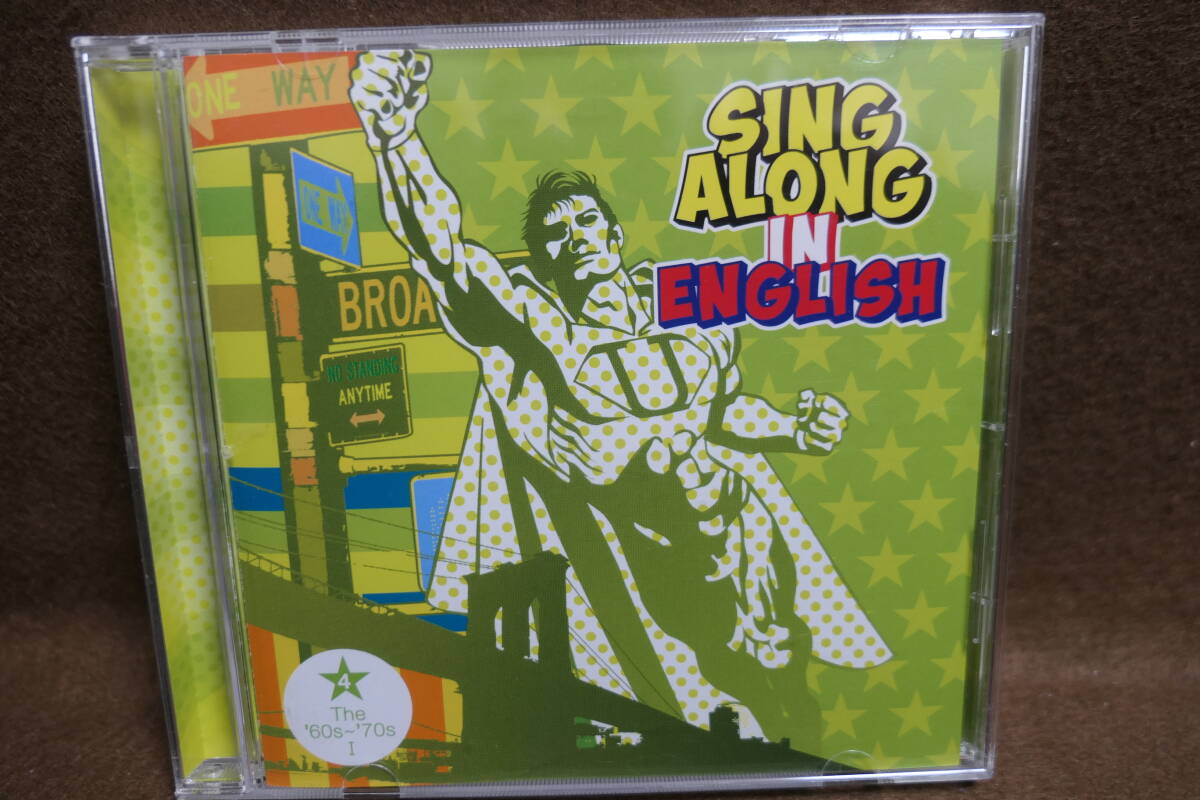 ONE WAY
SING
ALONG
IN
ENGLISH
ONE WAY
BROA
NO STANDING
ANYTIME
U
4
The
'60s~'70s
I